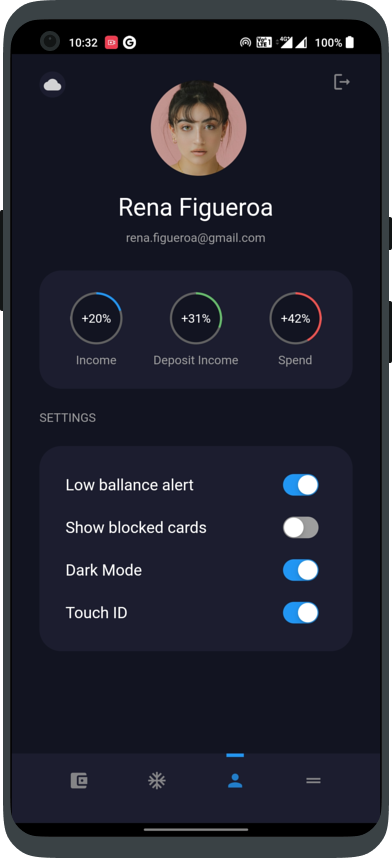 10:32 100%
Rena Figueroa
rena.figueroa@gmail.com
+20% +31% +42%
Income Deposit Income Spend
SETTINGS
Low ballance alert
Show blocked cards
Dark Mode
Touch ID